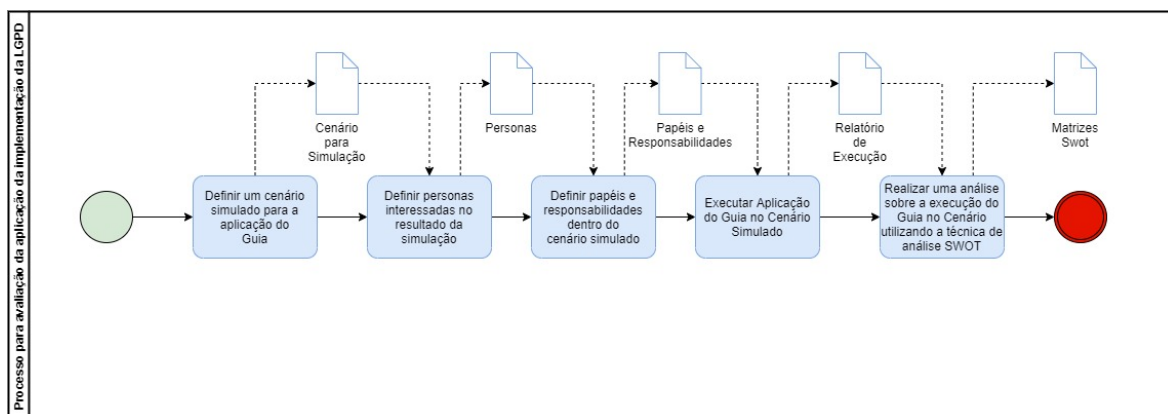 Processo para avaliação da aplicação da implementação da LGPD
Cenário
para
Simulação
Personas
Papéis e
Responsabilidades
Relatório
de
Execução
Matrizes
Swot
Definir um cenário
simulado para a
aplicação do
Guia
Definir personas
interessadas no
resultado da
simulação
Definir papéis e
responsabilidades
dentro do
cenário simulado
Executar Aplicação
do Guia no Cenário
Simulado
Realizar uma análise
sobre a execução do
Guia no Cenário
utilizando a técnica de
análise SWOT